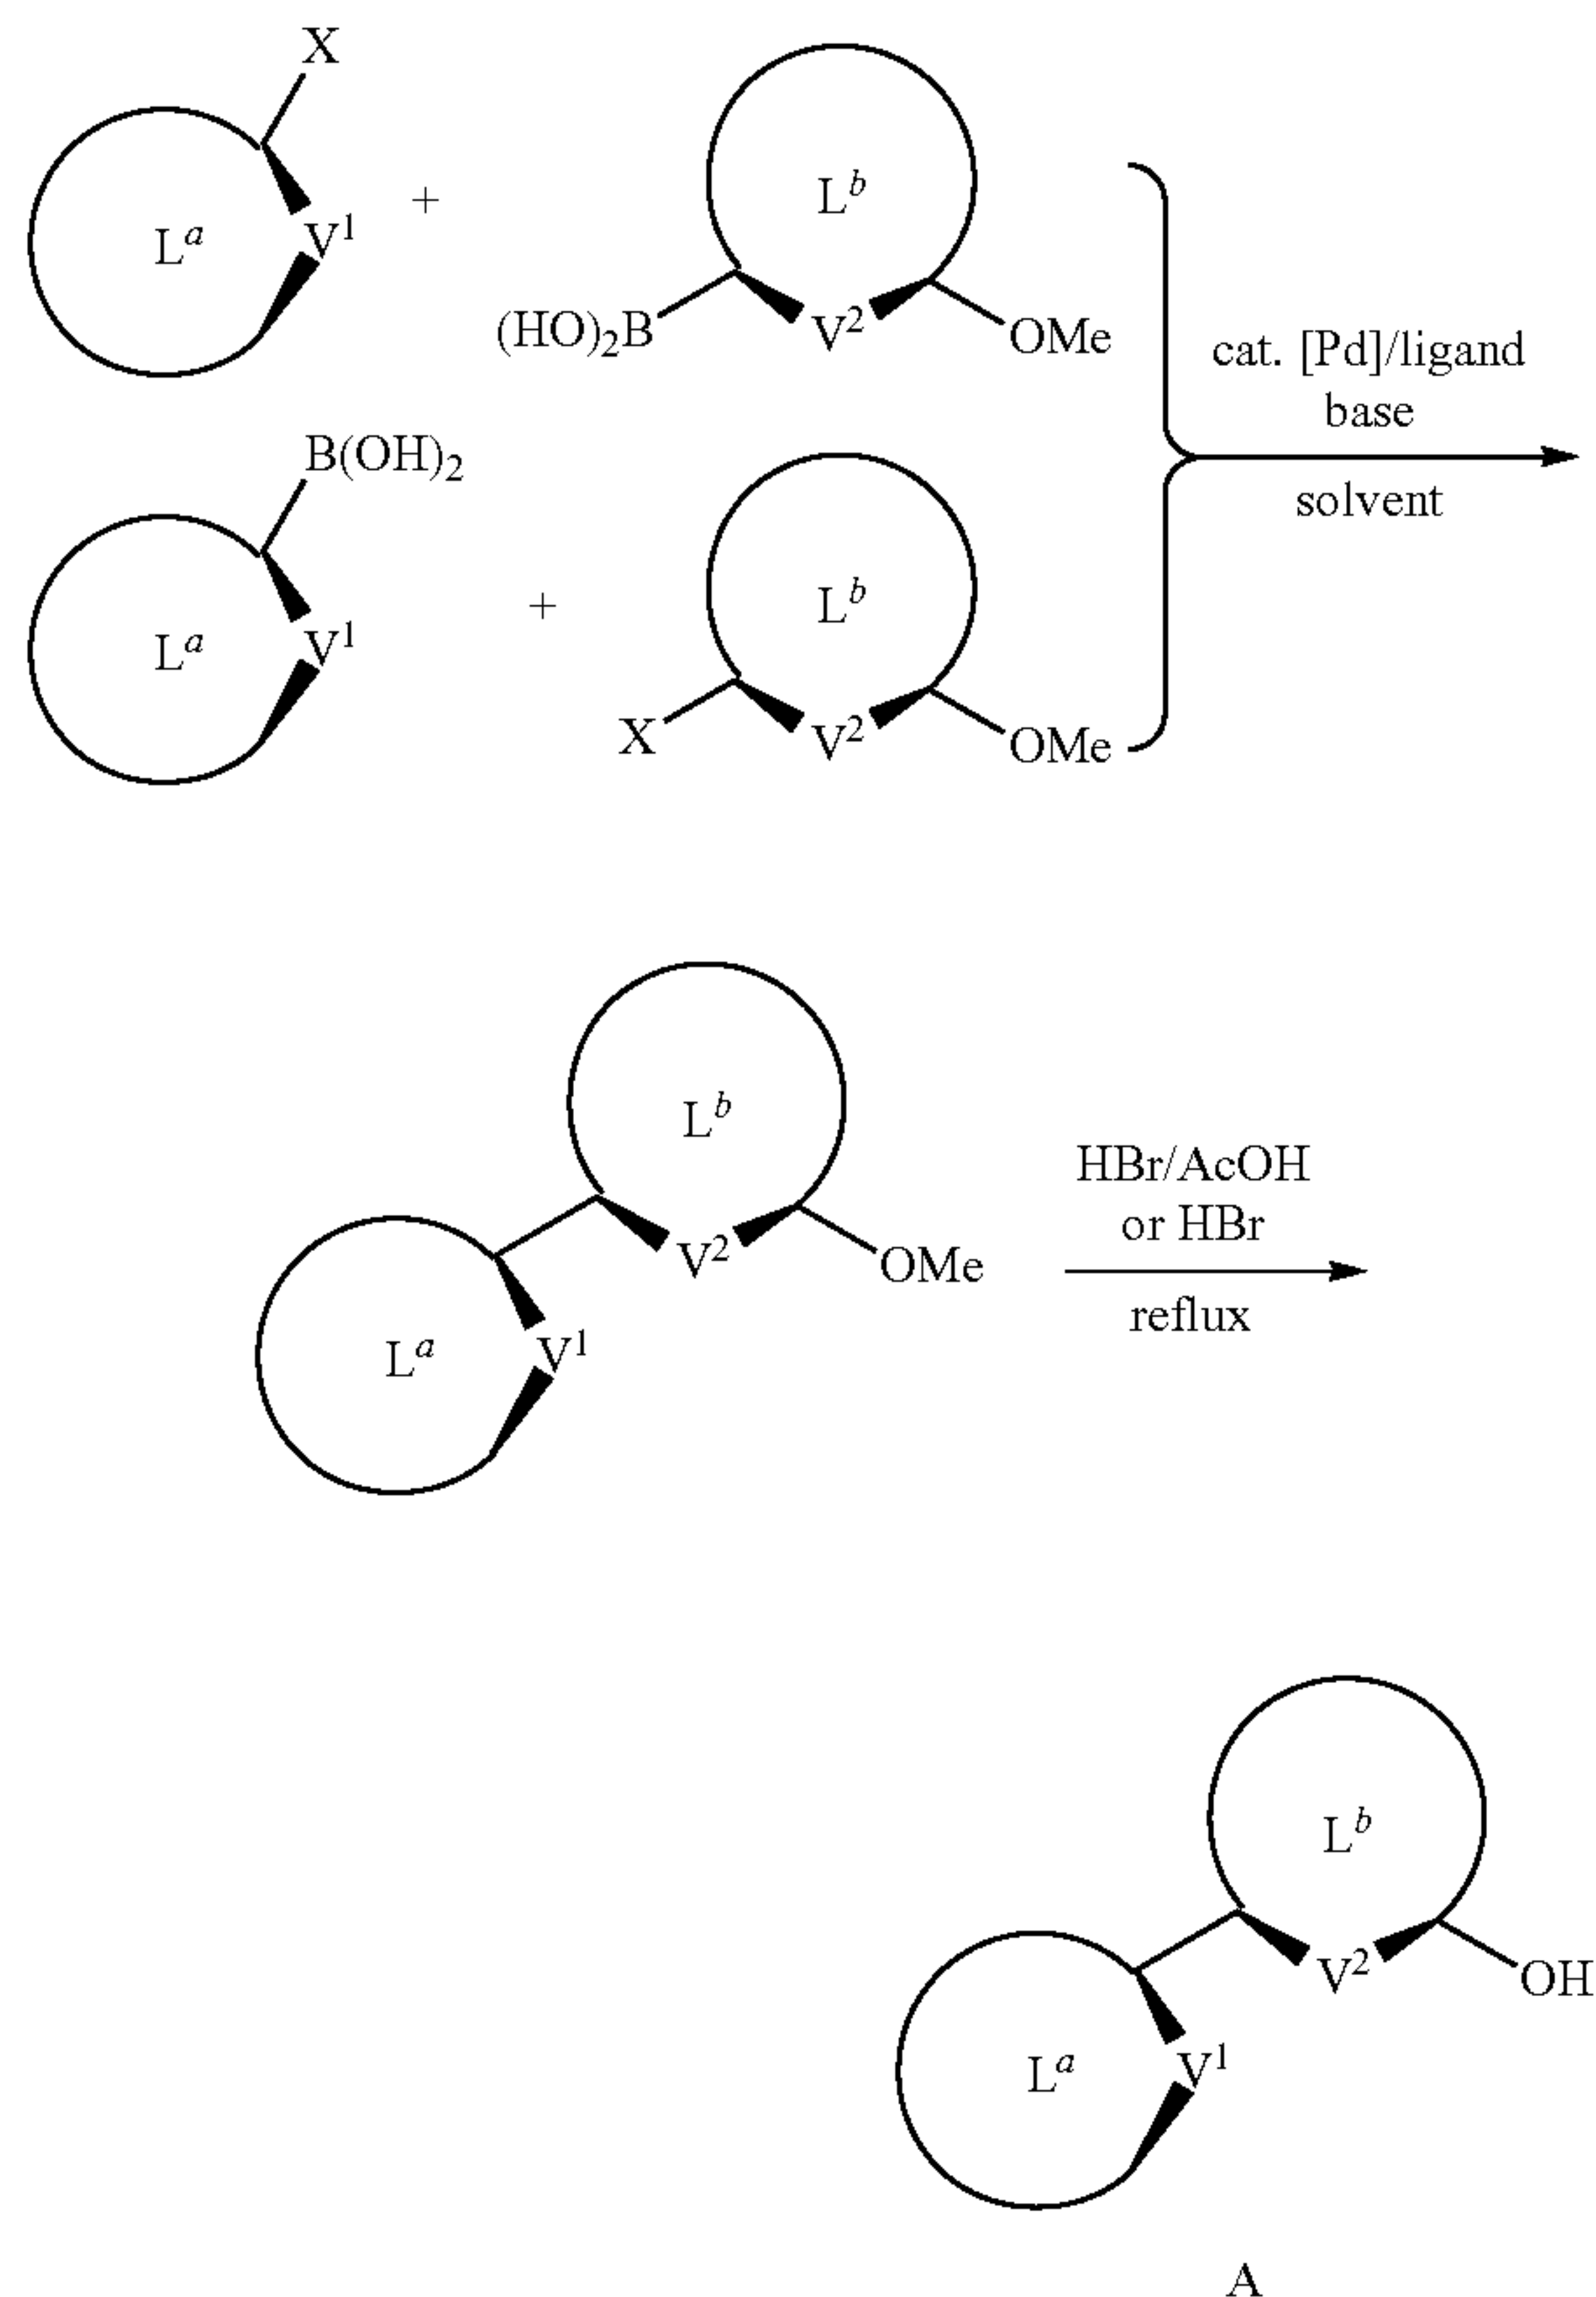 X
L^a
V^1
+
L^b
(HO)_2B
V^2
OMe
cat. [Pd]/ligand
base
solvent
B(OH)_2
L^a
V^1
+
L^b
X
V^2
OMe
L^b
V^2
OMe
L^a
V^1
HBr/AcOH
or HBr
reflux
L^b
V^2
OH
L^a
V^1
A